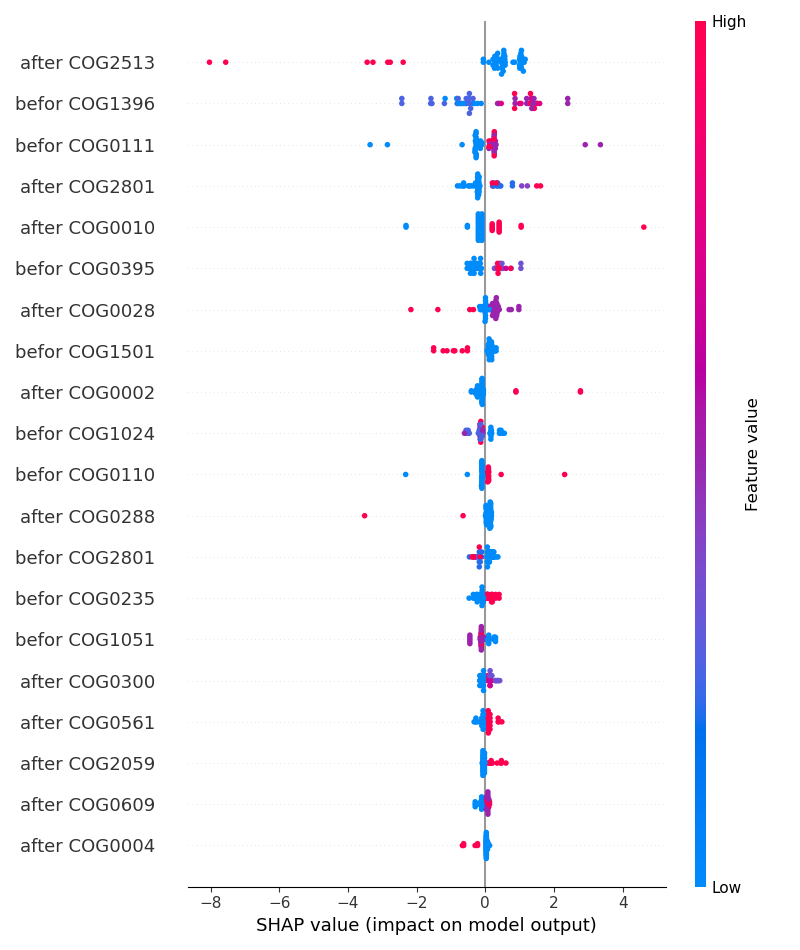 High
after COG2513
befor COG1396
befor COG0111
after COG2801
after COG0010
befor COG0395
after COG0028
befor COG1501
after COG0002
befor COG1024
befor COG0110
after COG0288
befor COG2801
befor COG0235
befor COG1051
after COG0300
after COG0561
after COG2059
after COG0609
after COG0004
Feature value
Low
−8 −6 −4 −2 0 2 4
SHAP value (impact on model output)